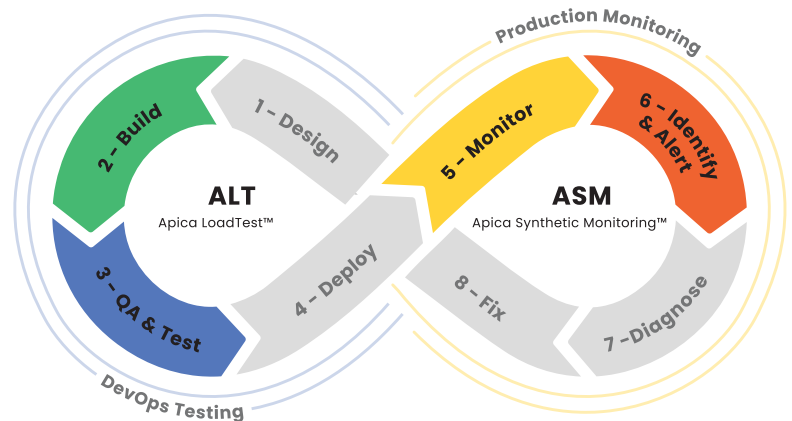 Production Monitoring
1 – Design
2 – Build
3 – QA & Test
4 – Deploy
ALT
Apica LoadTest™
DevOps Testing
5 – Monitor
6 – Identify
& Alert
7 –Diagnose
8 – Fix
ASM
Apica Synthetic Monitoring™